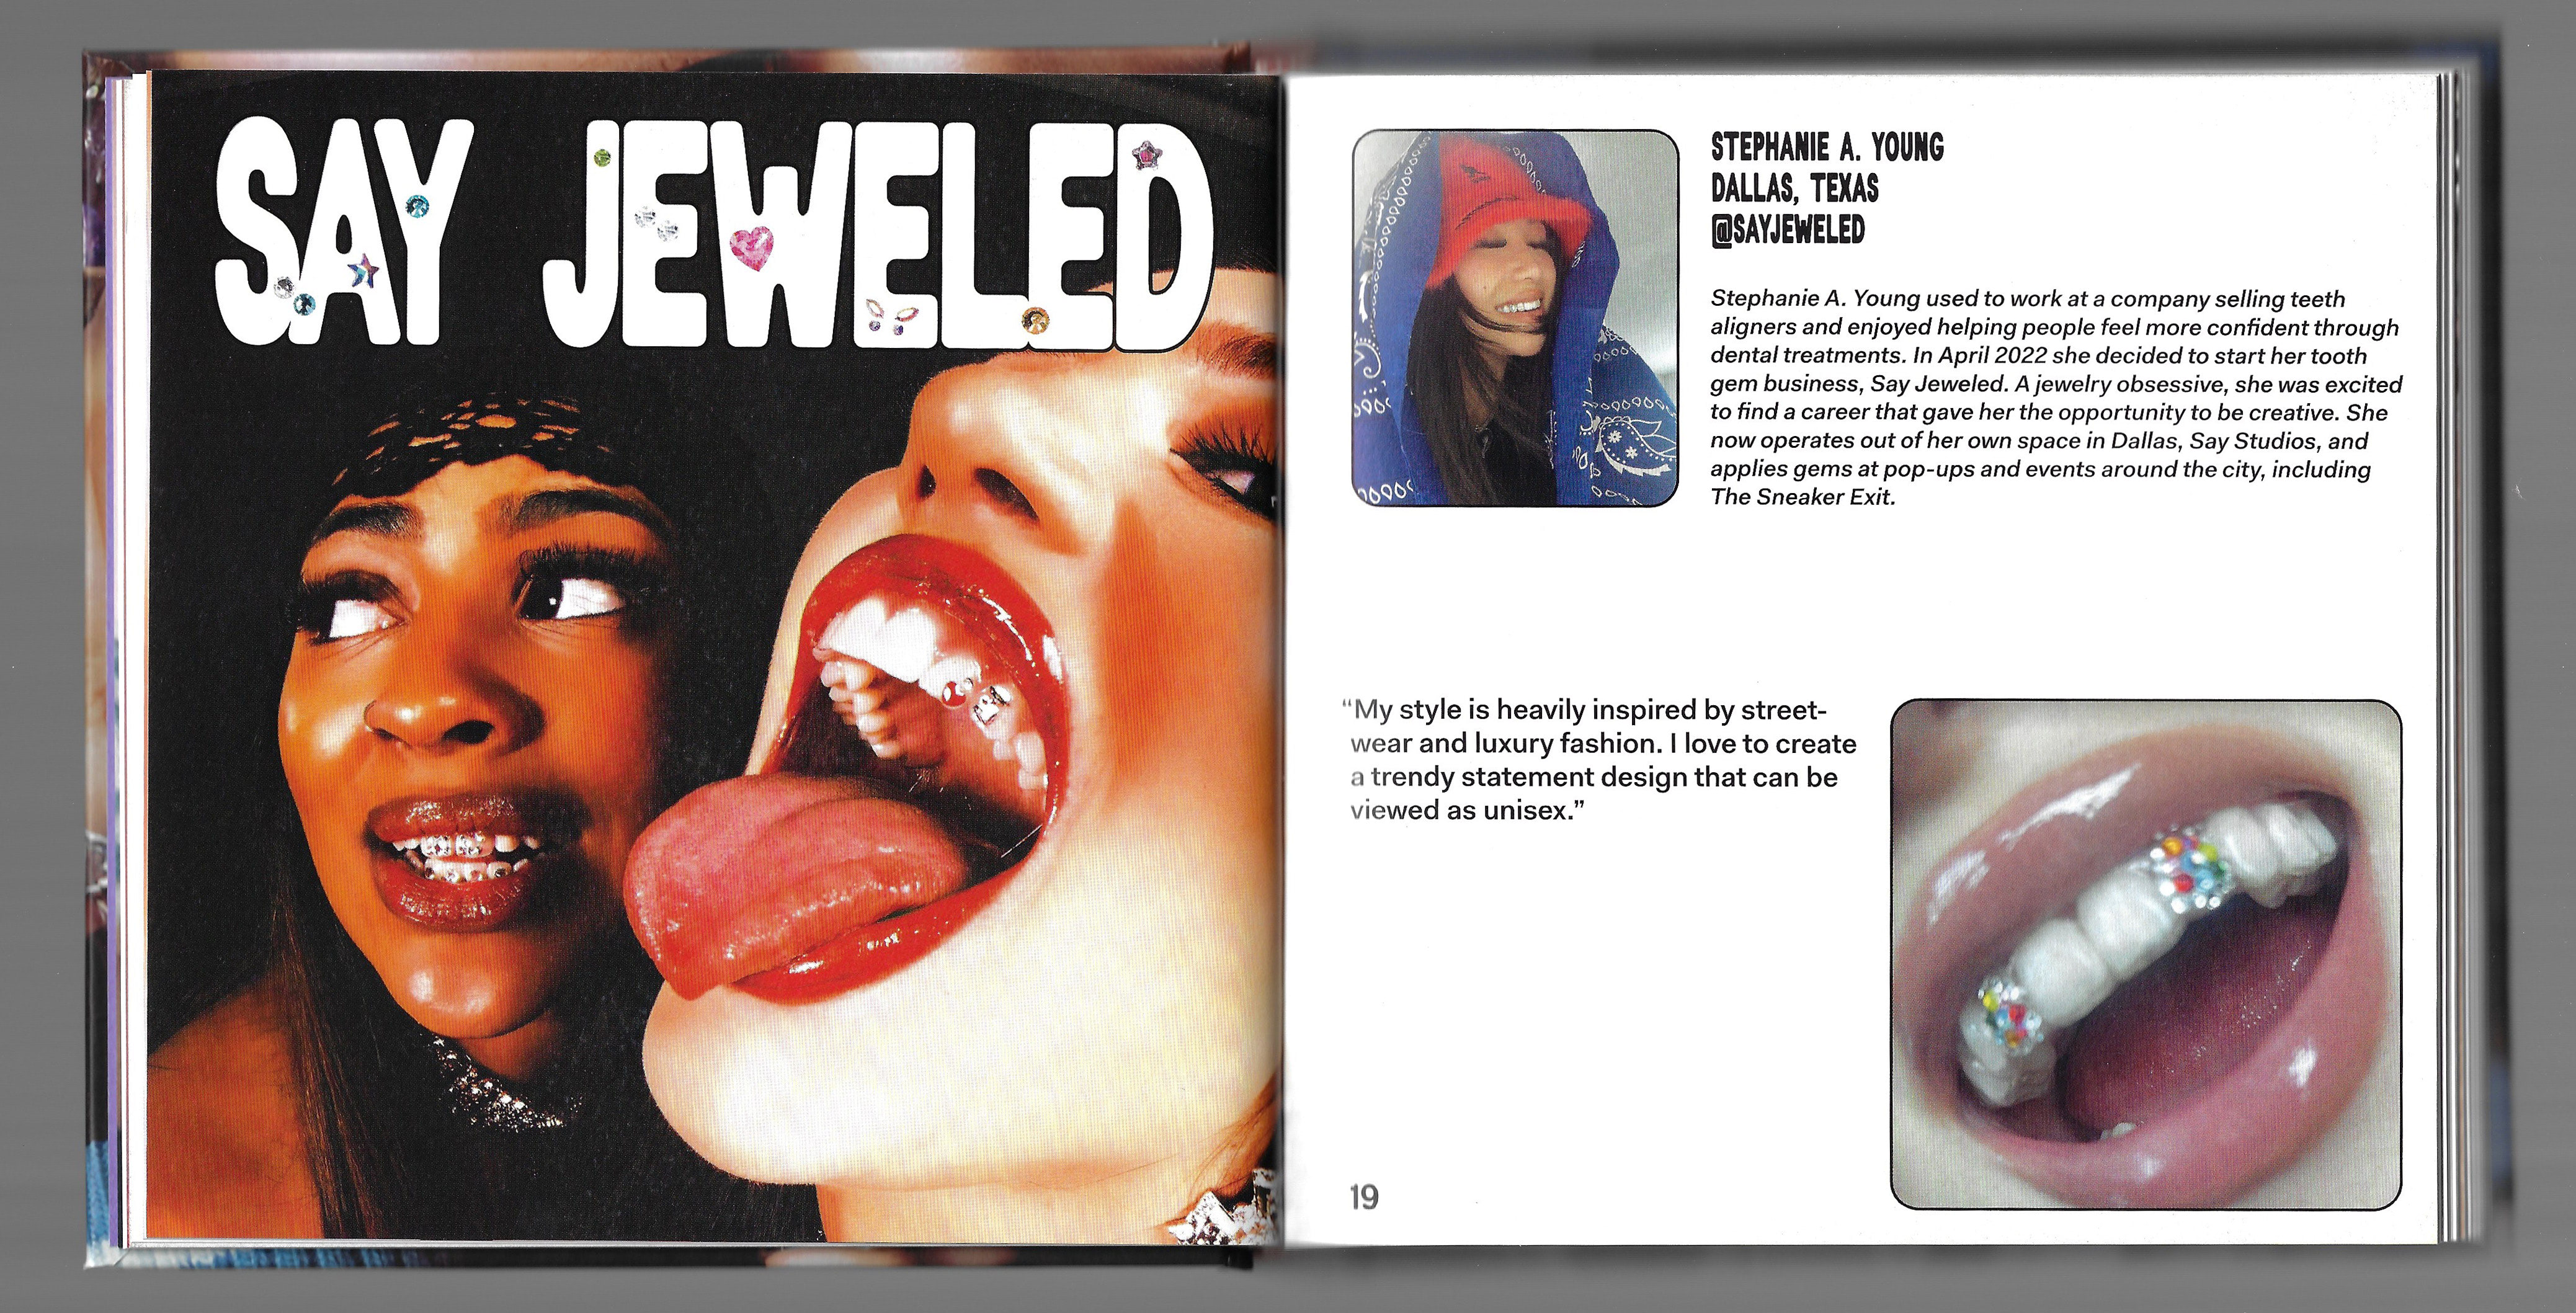 SAY JEWELED
STEPHANIE A. YOUNG
DALLAS, TEXAS
@SAYJEWELED
Stephanie A. Young used to work at a company selling teeth
aligners and enjoyed helping people feel more confident through
dental treatments. In April 2022 she decided to start her tooth
gem business, Say Jeweled. A jewelry obsessive, she was excited
to find a career that gave her the opportunity to be creative. She
now operates out of her own space in Dallas, Say Studios, and
applies gems at pop-ups and events around the city, including
The Sneaker Exit.
“My style is heavily inspired by street-
wear and luxury fashion. I love to create
a trendy statement design that can be
viewed as unisex.”
19